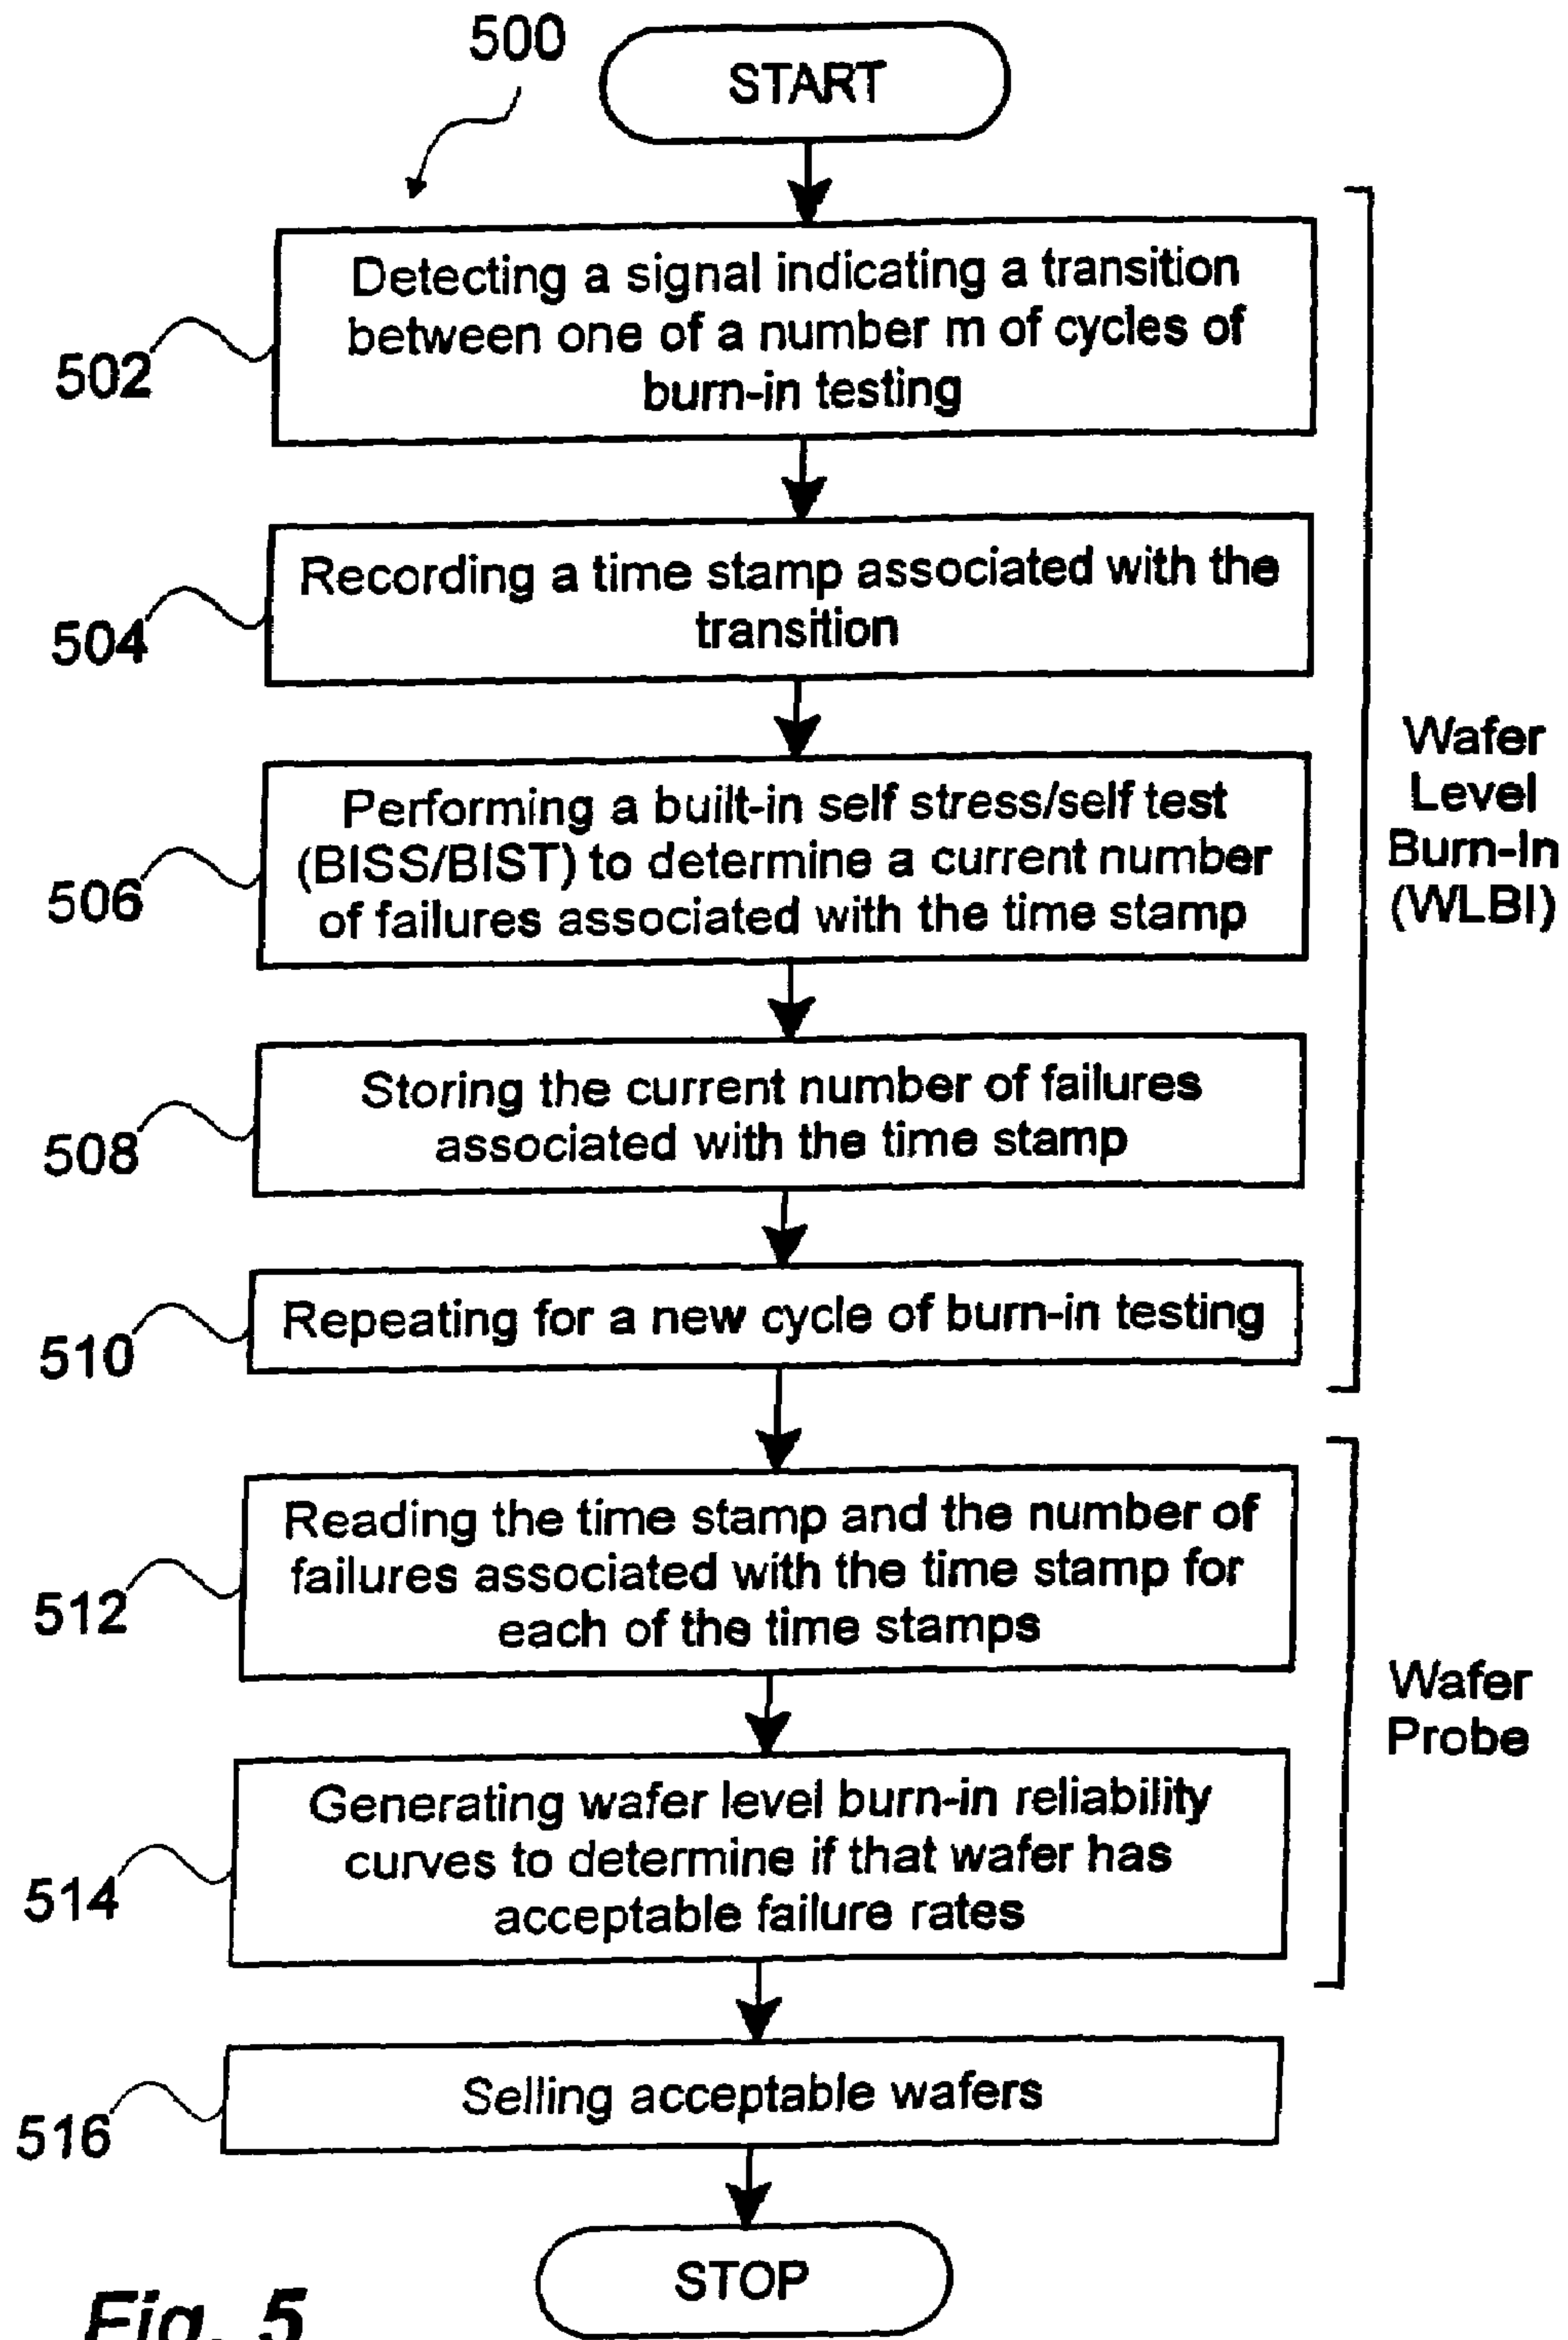 500
START
Detecting a signal indicating a transition
between one of a number m of cycles of
burn-in testing
502
Recording a time stamp associated with the
transition
504
Performing a built-in self stress/self test
(BISS/BIST) to determine a current number
of failures associated with the time stamp
506
Storing the current number of failures
associated with the time stamp
508
Repeating for a new cycle of burn-in testing
510
Wafer
Level
Burn-In
(WLBI)
Reading the time stamp and the number of
failures associated with the time stamp for
each of the time stamps
512
Generating wafer level burn-in reliability
curves to determine if that wafer has
acceptable failure rates
514
Wafer
Probe
Selling acceptable wafers
516
STOP
Fig. 5